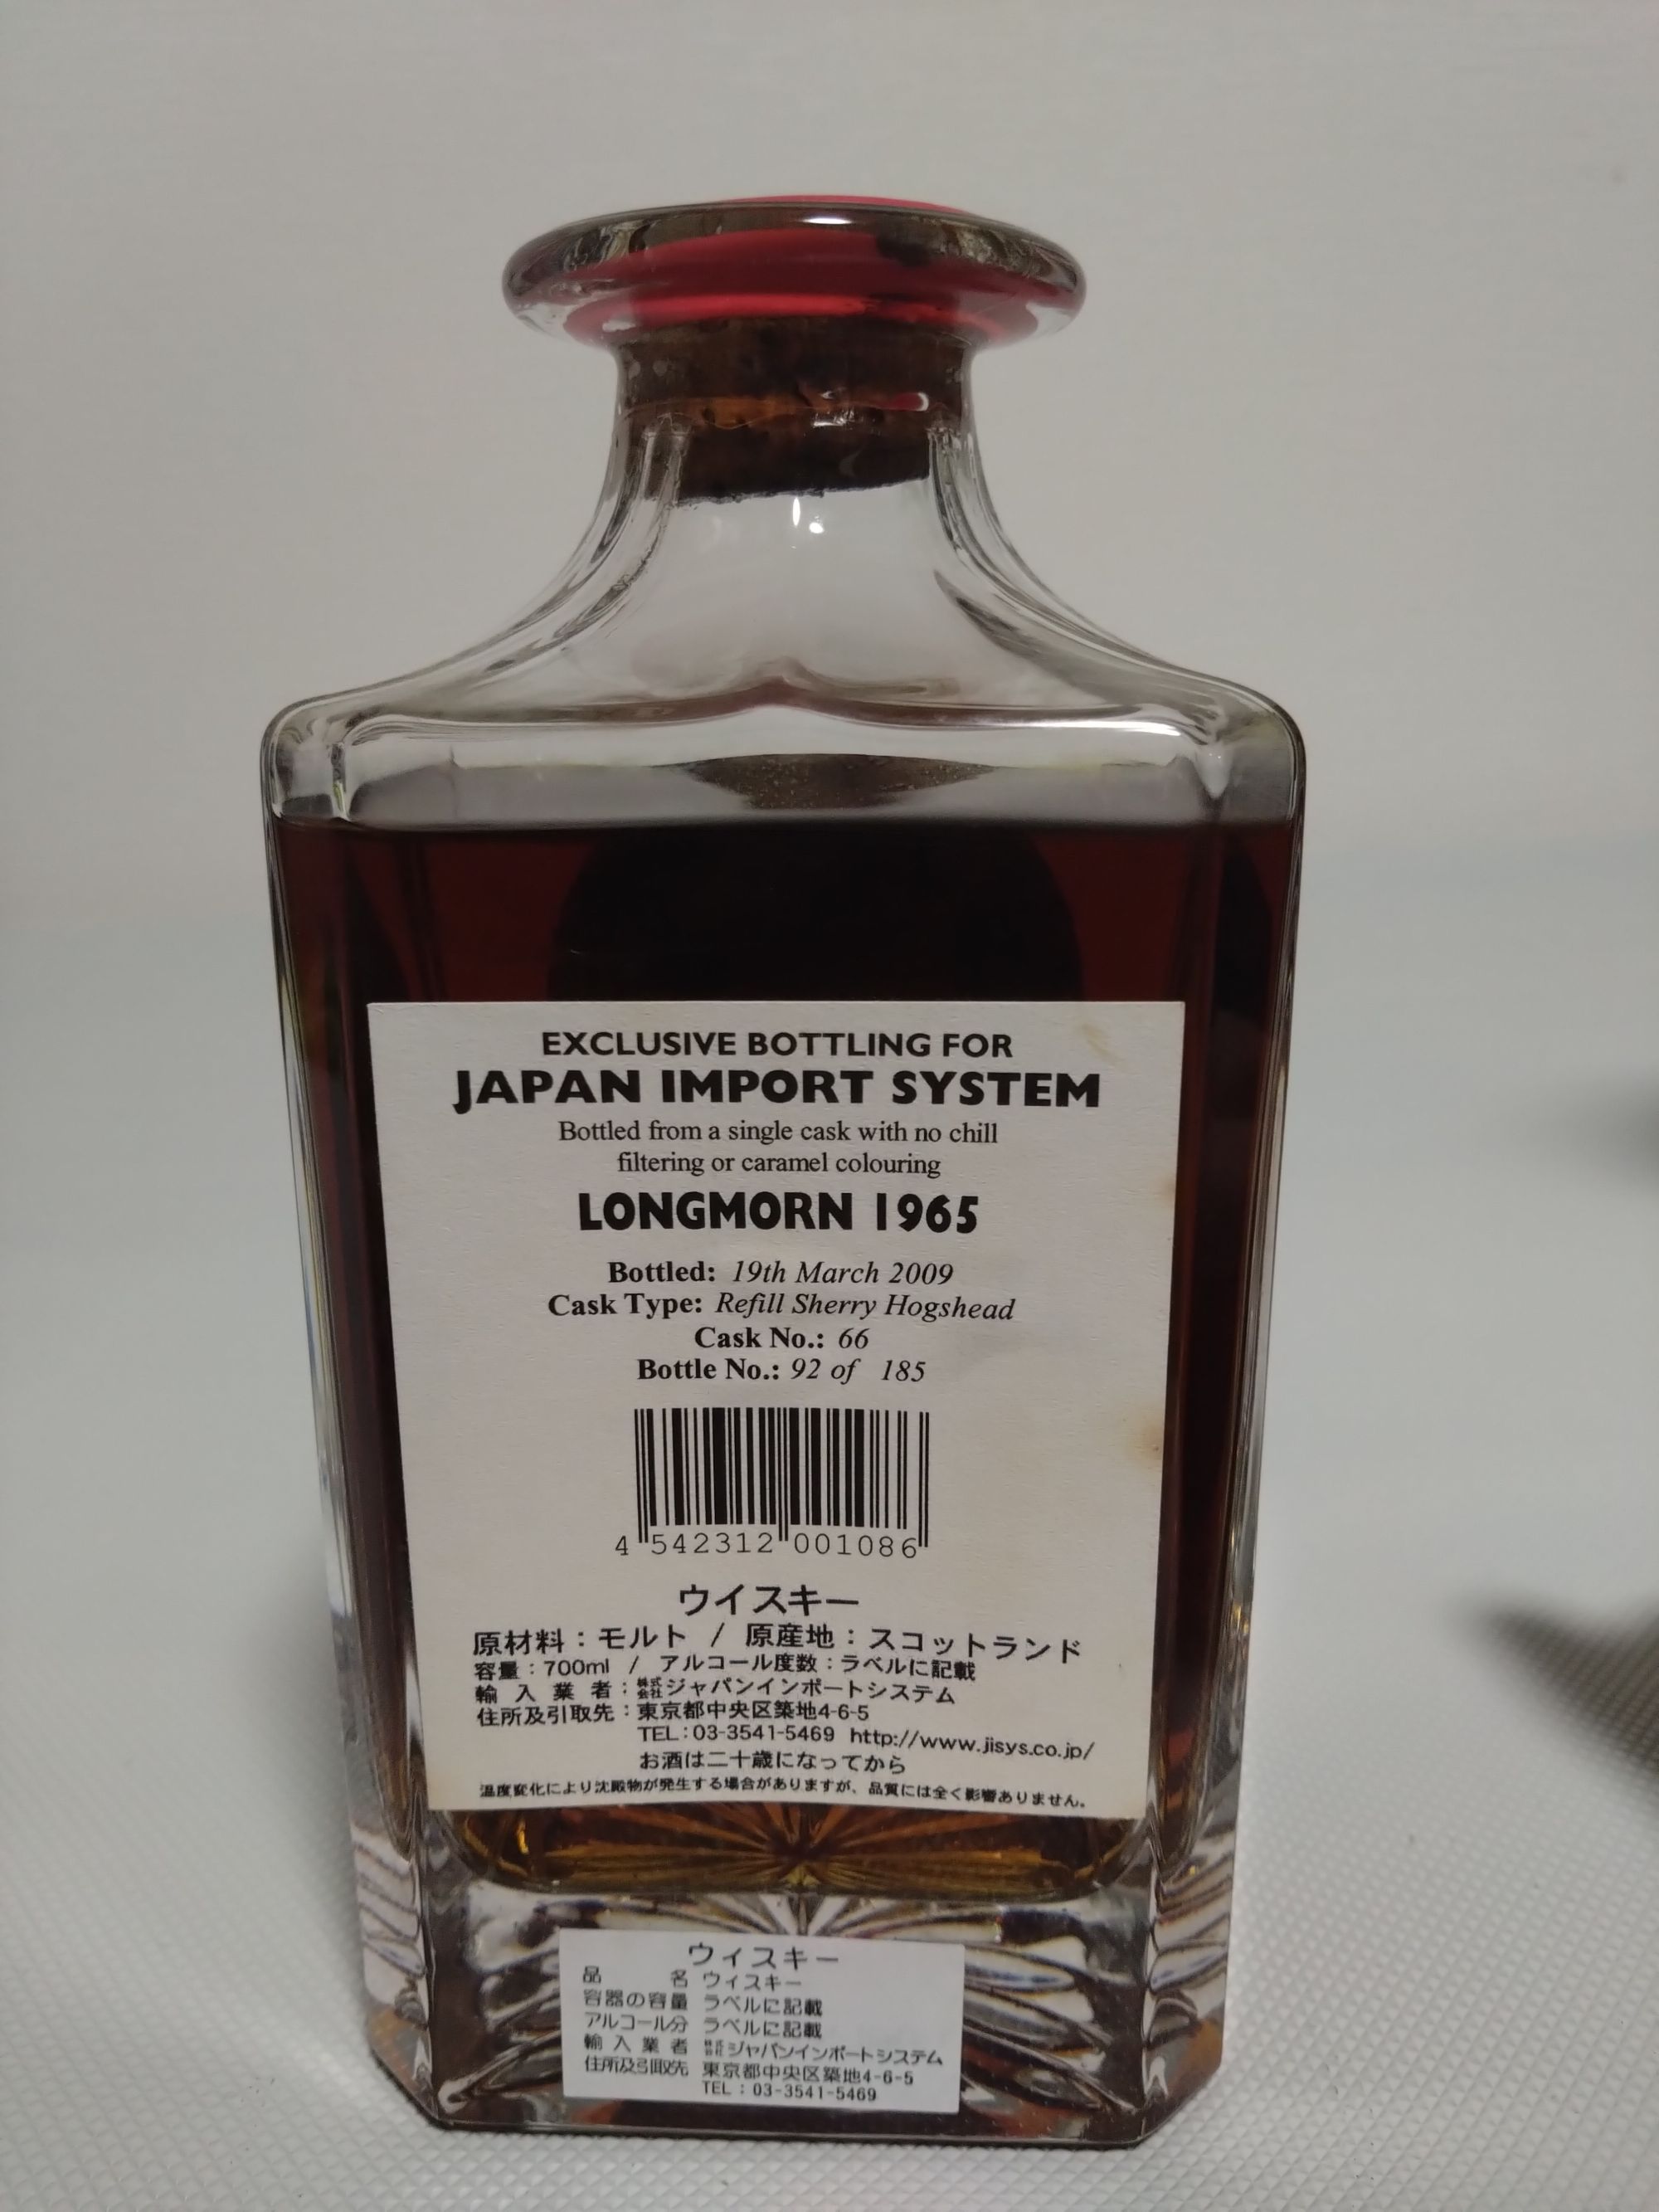 EXCLUSIVE BOTTLING FOR
JAPAN IMPORT SYSTEM
Bottled from a single cask with no chill
filtering or caramel colouring
LONGMORN 1965
Bottled: 19th March 2009
Cask Type: Refill Sherry Hogshead
Cask No.: 66
Bottle No.: 92 of 185
4 542312 001086
ウイスキー
原材料：モルト / 原産地：スコットランド
容量：700ml / アルコール度数：ラベルに記載
輸入業者：株式会社ジャパンインポートシステム
住所及引取先：東京都中央区築地4-6-5
TEL：03-3541-5469 http://www.jisys.co.jp/
お酒は二十歳になってから
温度変化により沈殿物が発生する場合がありますが、品質には全く影響ありません。
ウィスキー
品名 ウィスキー
容器の容量 ラベルに記載
アルコール分 ラベルに記載
輸入業者 株式会社ジャパンインポートシステム
住所及引取先 東京都中央区築地4-6-5
TEL：03-3541-5469